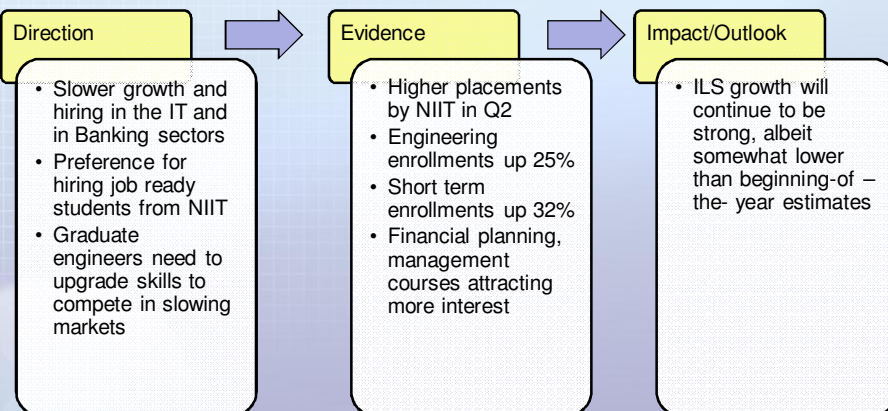 Direction
• Slower growth and
hiring in the IT and
in Banking sectors
• Preference for
hiring job ready
students from NIIT
• Graduate
engineers need to
upgrade skills to
compete in slowing
markets
Evidence
• Higher placements
by NIIT in Q2
• Engineering
enrollments up 25%
• Short term
enrollments up 32%
• Financial planning,
management
courses attracting
more interest
Impact/Outlook
• ILS growth will
continue to be
strong, albeit
somewhat lower
than beginning-of –
the- year estimates